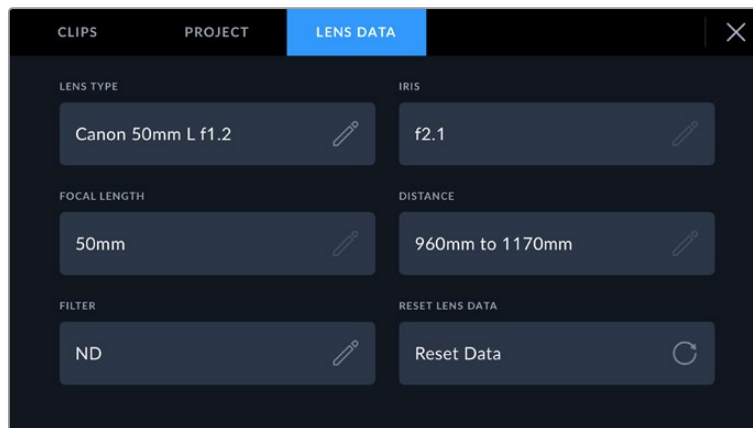 CLIPS PROJECT LENS DATA
LENS TYPE IRIS
Canon 50mm L f1.2 f2.1
FOCAL LENGTH DISTANCE
50mm 960mm to 1170mm
FILTER RESET LENS DATA
ND Reset Data